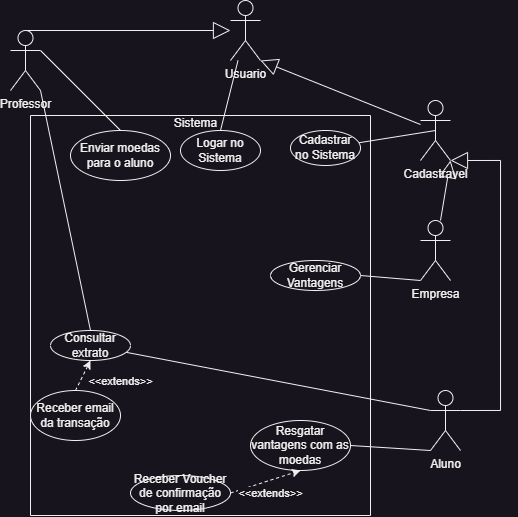 Usuario
Professor
Sistema
Enviar moedas
para o aluno
Logar no
Sistema
Cadastrar
no Sistema
Cadastravel
Gerenciar
Vantagens
Empresa
Consultar
extrato
<<extends>>
Receber email
da transação
Resgatar
vantagens com as
moedas
Aluno
Receber Voucher
de confirmação
por email
<<extends>>